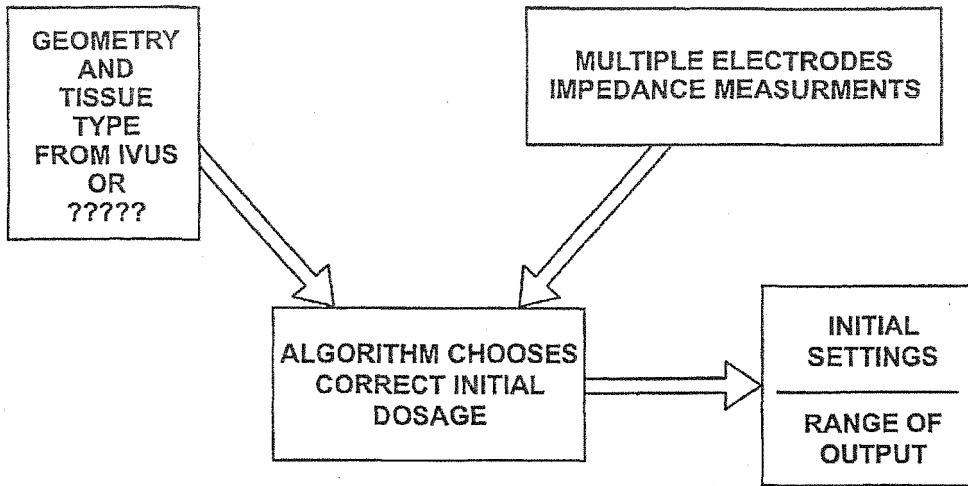 GEOMETRY
AND
TISSUE
TYPE
FROM IVUS
OR
?????
MULTIPLE ELECTRODES
IMPEDANCE MEASURMENTS
ALGORITHM CHOOSES
CORRECT INITIAL
DOSAGE
INITIAL
SETTINGS
RANGE OF
OUTPUT